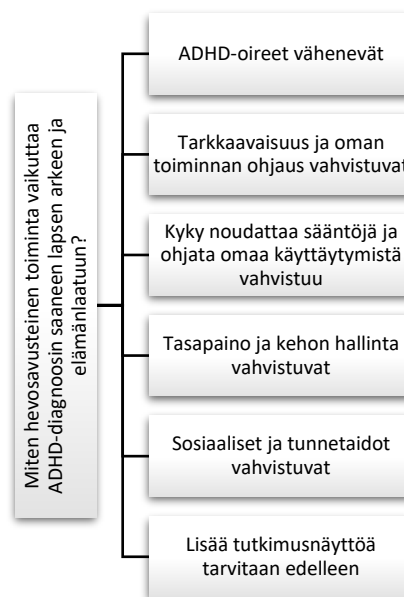 Miten hevosavusteinen toiminta vaikuttaa
ADHD-diagnoosin saaneen lapsen arkeen ja
elämänlaatuun?
ADHD-oireet vähenevät
Tarkkaavaisuus ja oman
toiminnan ohjaus vahvistuvat
Kyky noudattaa sääntöjä ja
ohjata omaa käyttäytymistä
vahvistuu
Tasapaino ja kehon hallinta
vahvistuvat
Sosiaaliset ja tunnetaidot
vahvistuvat
Lisää tutkimusnäyttöä
tarvitaan edelleen